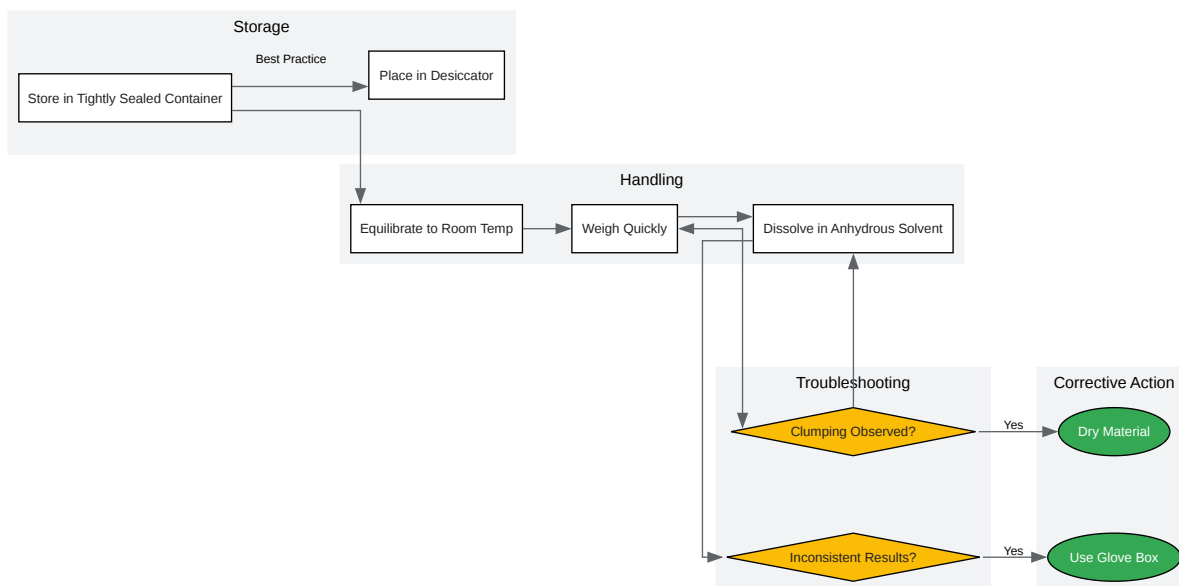 Storage
Best Practice
Store in Tightly Sealed Container
Place in Desiccator
Handling
Equilibrate to Room Temp
Weigh Quickly
Dissolve in Anhydrous Solvent
Troubleshooting
Corrective Action
Clumping Observed?
Yes
Dry Material
Inconsistent Results?
Yes
Use Glove Box